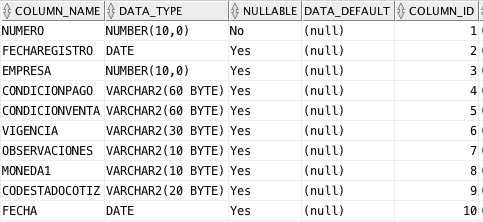 COLUMN_NAME DATA_TYPE NULLABLE DATA_DEFAULT COLUMN_ID
NUMERO NUMBER(10,0) No (null) 1
FECHAREGISTRO DATE Yes (null) 2
EMPRESA NUMBER(10,0) Yes (null) 3
CONDICIONPAGO VARCHAR2(60 BYTE) Yes (null) 4
CONDICIONVENTA VARCHAR2(60 BYTE) Yes (null) 5
VIGENCIA VARCHAR2(30 BYTE) Yes (null) 6
OBSERVACIONES VARCHAR2(10 BYTE) Yes (null) 7
MONEDA1 VARCHAR2(10 BYTE) Yes (null) 8
CODESTADOCOTIZ VARCHAR2(20 BYTE) Yes (null) 9
FECHA DATE Yes (null) 10